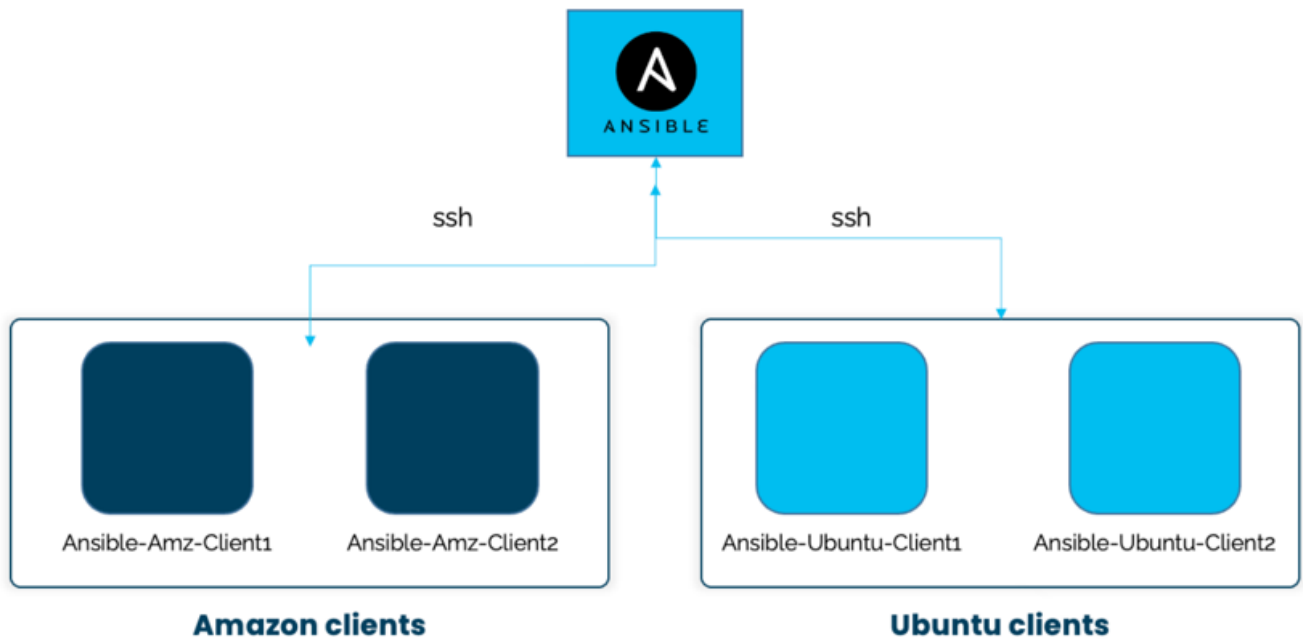 ANSIBLE
ssh
ssh
Ansible-Amz-Client1
Ansible-Amz-Client2
Ansible-Ubuntu-Client1
Ansible-Ubuntu-Client2
Amazon clients
Ubuntu clients